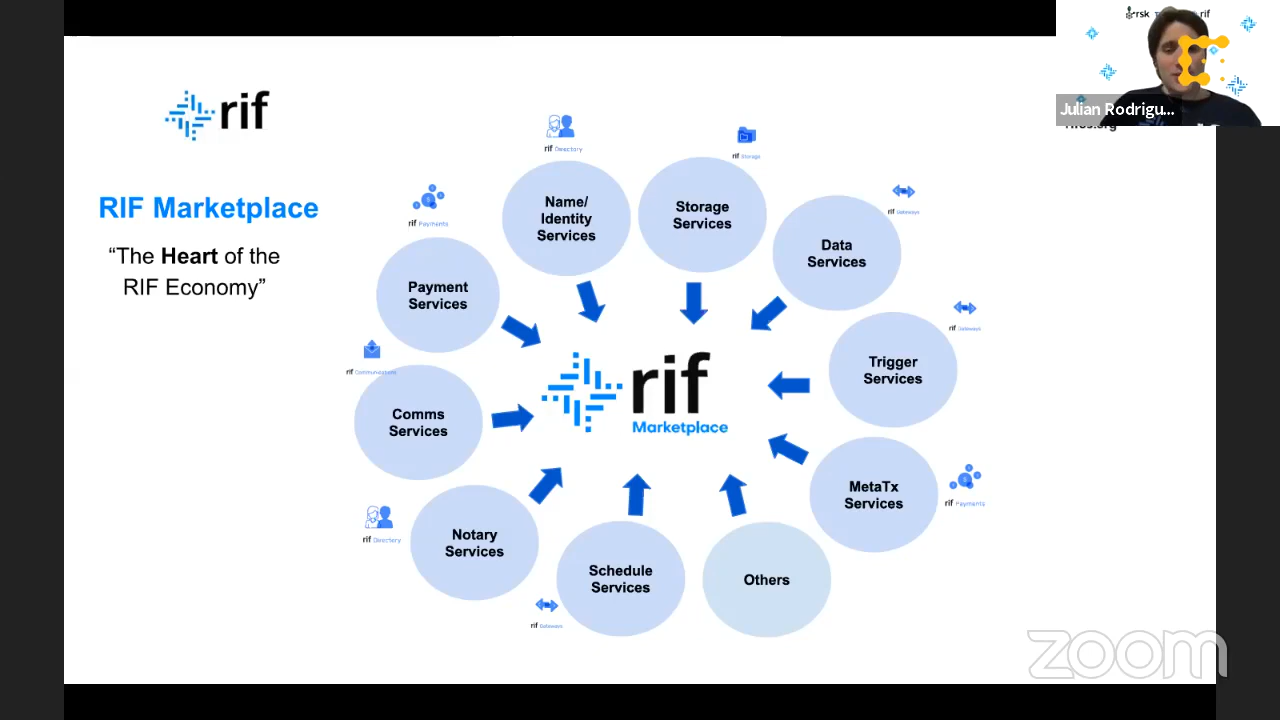 rsk
rif
Julian Rodrigu...
rif
RIF Marketplace
“The Heart of the
RIF Economy”
rif Directory
Name/
Identity
Services
rif Storage
Storage
Services
rif Gateways
Data
Services
rif Payments
Payment
Services
rif Gateways
Trigger
Services
rif Communications
Comms
Services
rif
Marketplace
MetaTx
Services
rif Payments
rif Directory
Notary
Services
rif Gateways
Schedule
Services
Others
zoom